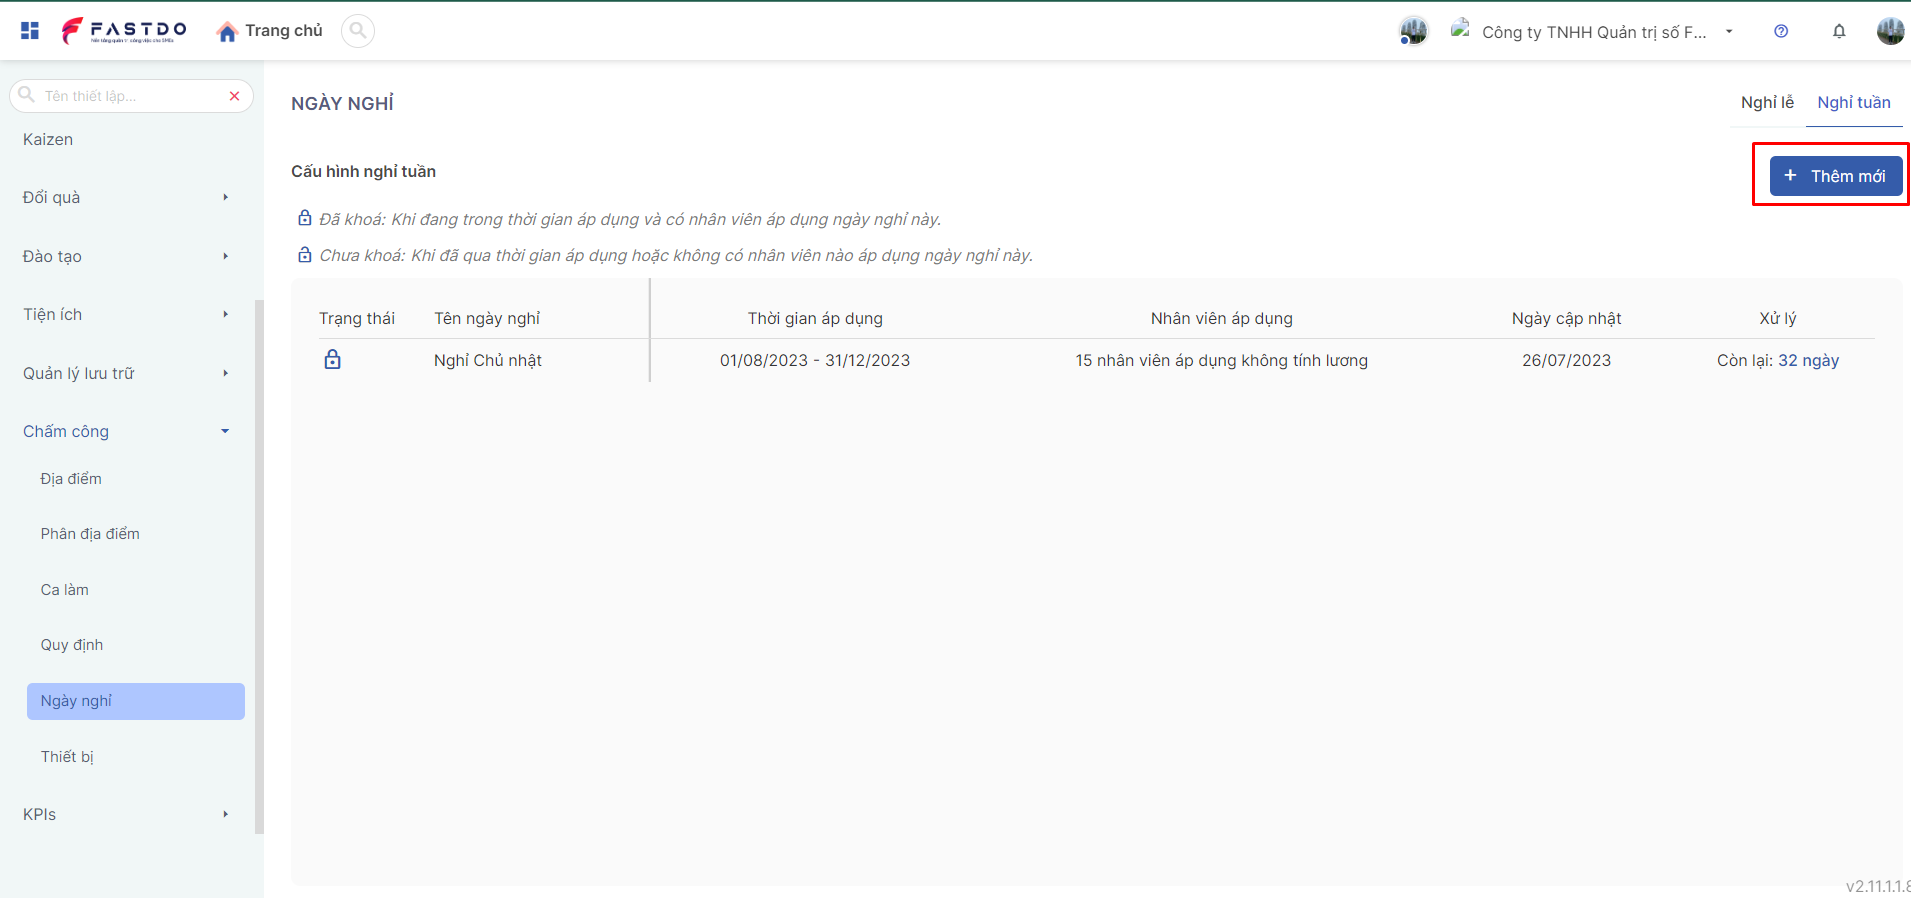 FASTDO
Trang chủ
Công ty TNHH Quản trị số F...
Tên thiết lập...
Kaizen
Đổi quà
Đào tạo
Tiện ích
Quản lý lưu trữ
Chấm công
Địa điểm
Phân địa điểm
Ca làm
Quy định
Ngày nghỉ
Thiết bị
KPIs
NGÀY NGHỈ
Nghỉ lễ Nghỉ tuần
Cấu hình nghỉ tuần
+ Thêm mới
Đã khoá: Khi đang trong thời gian áp dụng và có nhân viên áp dụng ngày nghỉ này.
Chưa khoá: Khi đã qua thời gian áp dụng hoặc không có nhân viên nào áp dụng ngày nghỉ này.
Trạng thái Tên ngày nghỉ Thời gian áp dụng Nhân viên áp dụng Ngày cập nhật Xử lý
Nghỉ Chủ nhật 01/08/2023 - 31/12/2023 15 nhân viên áp dụng không tính lương 26/07/2023 Còn lại: 32 ngày
v2.11.1.1.8